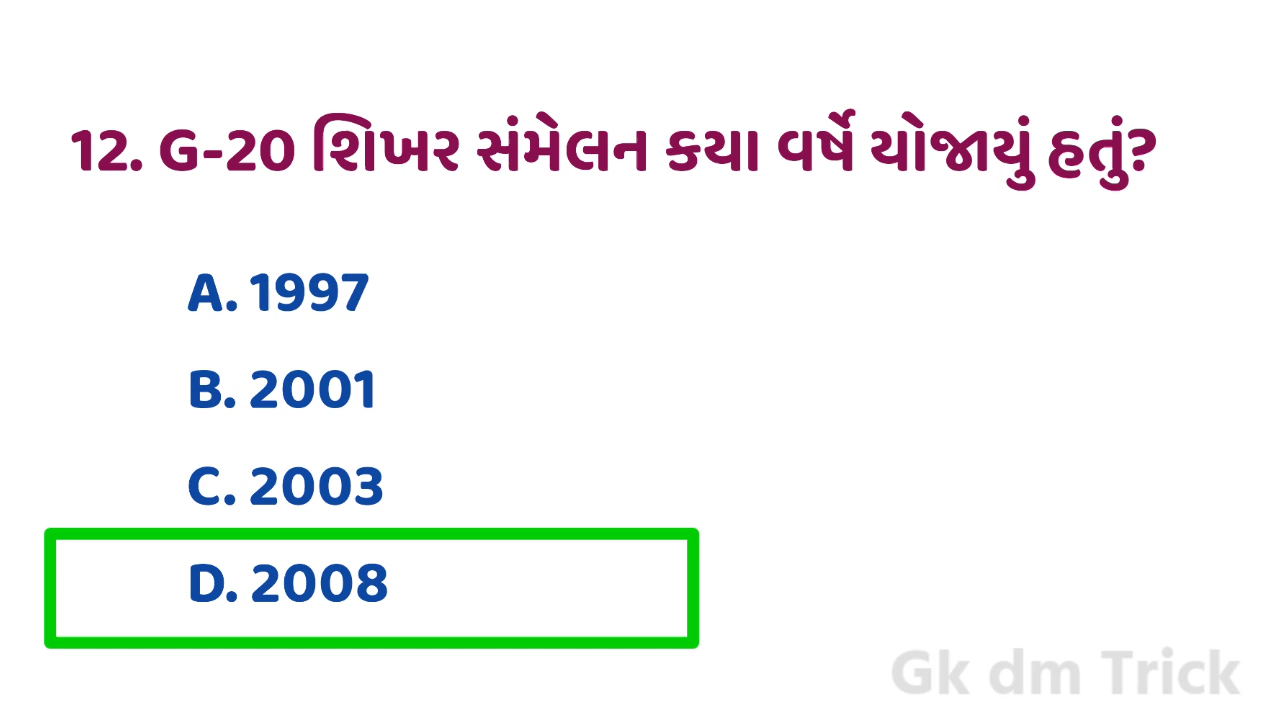 12. G-20 શિખર સંમેલન કયા વર્ષે યોજાયું હતું?
A. 1997
B. 2001
C. 2003
D. 2008
Gk dm Trick